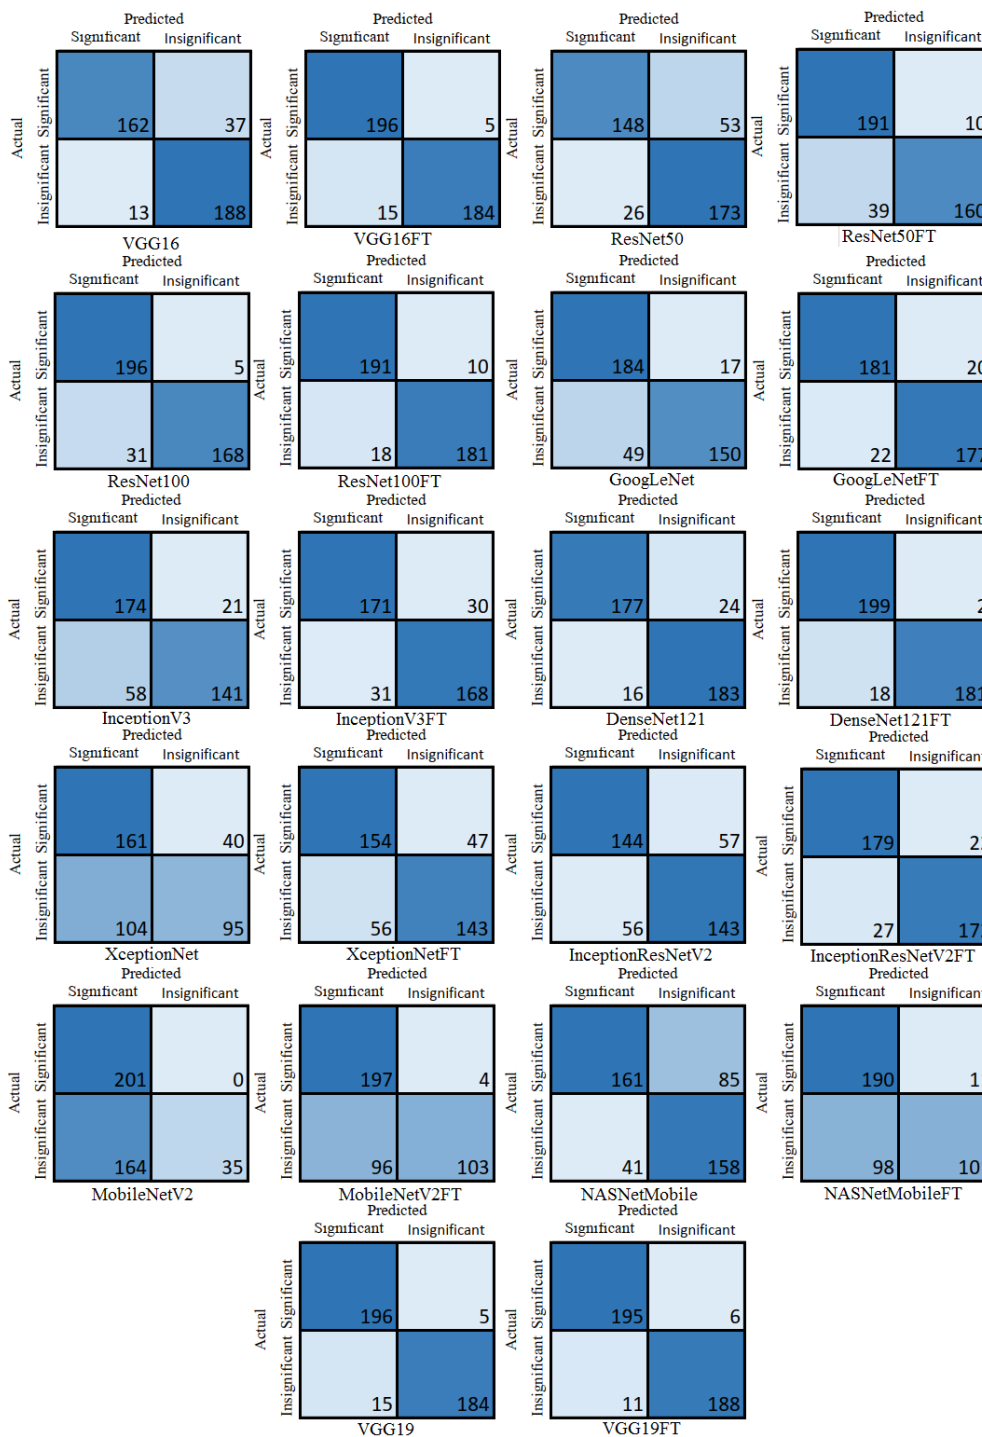 Predicted Predicted
Significant Insignificant Significant Insignificant Significant Insignificant Significant Insignificant
Actual Significant 162 37 Actual Significant 196 5 Significant 148 53 Actual Significant 191 10
Insignificant 13 188 Insignificant 15 184 Insignificant 26 173 Insignificant 39 160
VGG16 VGG16FT ResNet50 ResNet50FT
Predicted Predicted
Significant Insignificant Significant Insignificant Significant Insignificant Significant Insignificant
Actual Significant 196 5 Actual Significant 191 10 Significant 184 17 Actual Significant 181 20
Insignificant 31 168 Insignificant 18 181 Insignificant 49 150 Insignificant 22 177
ResNet100 ResNet100FT GoogLeNet GoogLeNetFT
Predicted Predicted
Significant Insignificant Significant Insignificant Significant Insignificant Significant Insignificant
Actual Significant 174 21 Actual Significant 171 30 Significant 177 24 Actual Significant 199 2
Insignificant 58 141 Insignificant 31 168 Insignificant 16 183 Insignificant 18 181
InceptionV3 InceptionV3FT DenseNet121 DenseNet121FT
Predicted Predicted Predicted Predicted
Significant Insignificant Significant Insignificant Significant Insignificant Significant Insignificant
Actual Significant 161 40 Actual Significant 154 47 Significant 144 57 Actual Significant 179
Insignificant 104 95 Insignificant 56 143 Insignificant 56 143 Insignificant 27
XceptionNet XceptionNetFT InceptionResNetV2 InceptionResNetV2FT
Predicted Predicted Predicted Predicted
Significant Insignificant Significant Insignificant Significant Insignificant Significant Insignificant
Actual Significant 201 0 Actual Significant 197 4 Significant 161 85 Actual Significant 190
Insignificant 164 35 Insignificant 96 103 Insignificant 41 158 Insignificant 98
MobileNetV2 MobileNetV2FT NASNetMobile NASNetMobileFT
Predicted Predicted
Significant Insignificant Significant Insignificant
Actual Significant 196 5 Actual Significant 195 6
Insignificant 15 184 Insignificant 11 188
VGG19 VGG19FT